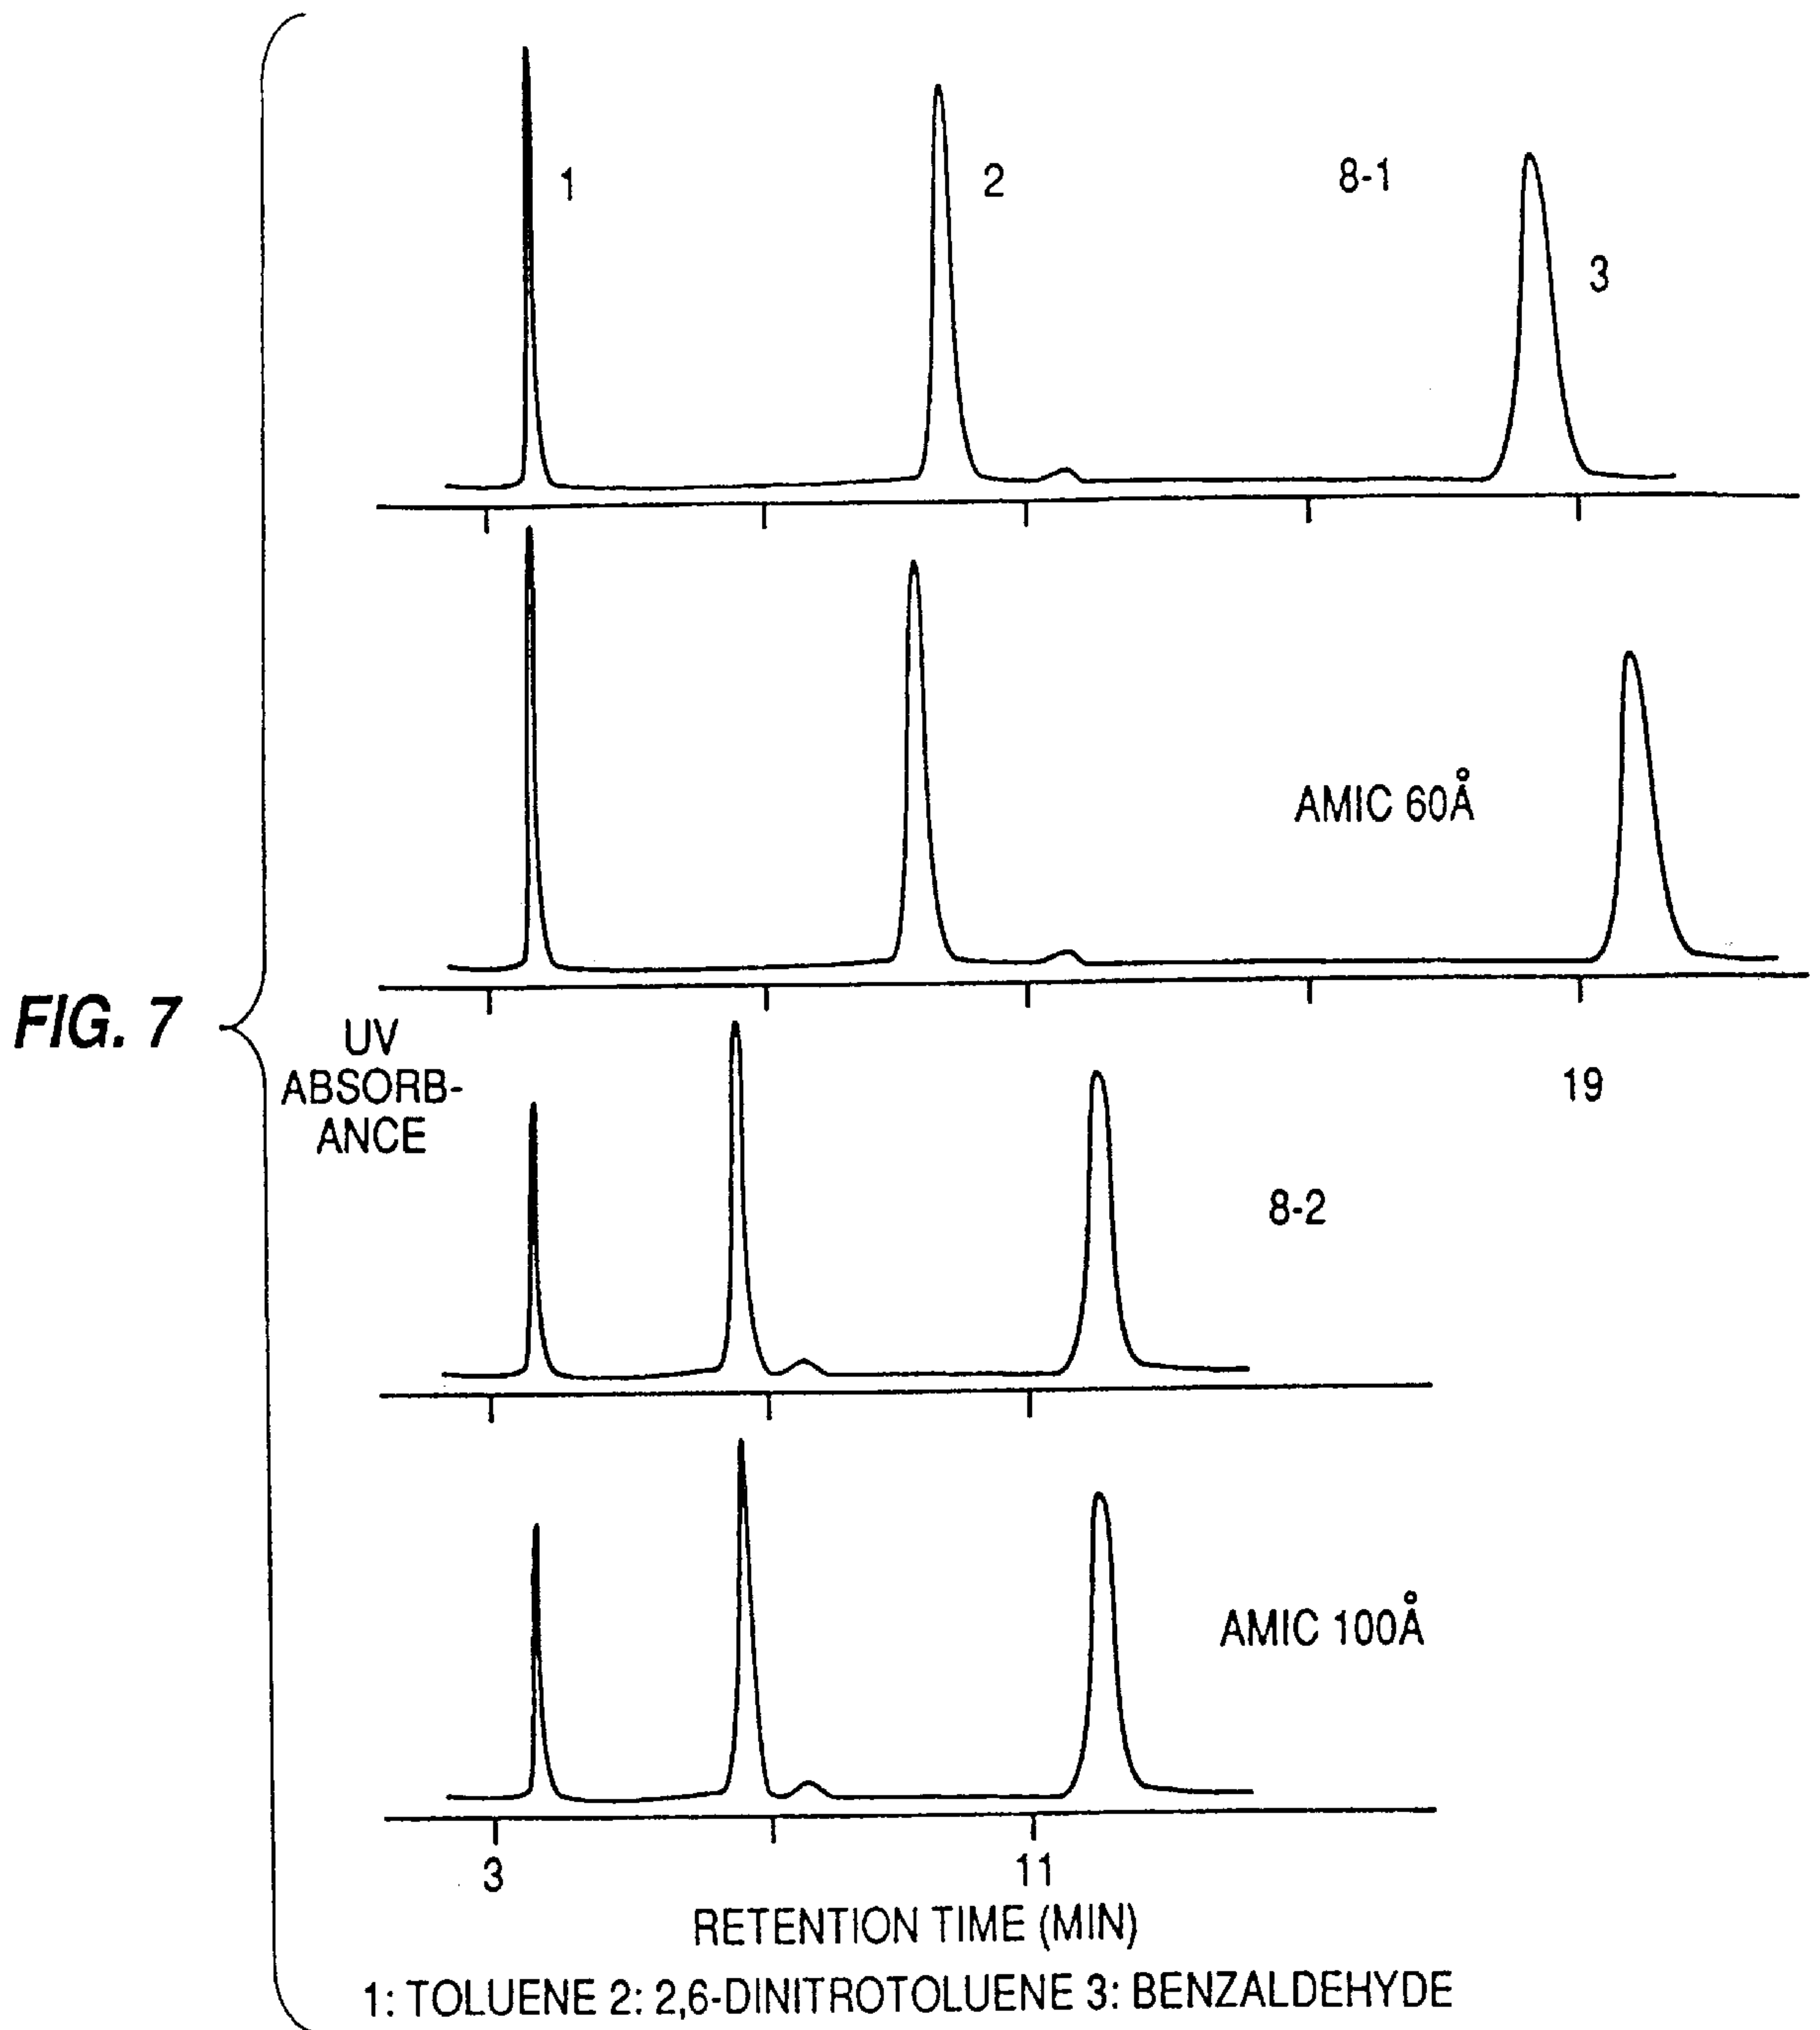 1
2
8-1
3
AMIC 60Å
FIG. 7
UV
ABSORB-
ANCE
19
8-2
AMIC 100Å
3
11
RETENTION TIME (MIN)
1: TOLUENE 2: 2,6-DINITROTOLUENE 3: BENZALDEHYDE